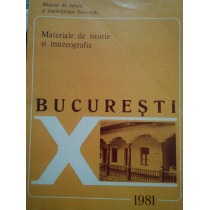 Muzeul de istorie
a municipiului București
Materiale de istorie
și muzeografie
BUCUREȘTI
X
1981